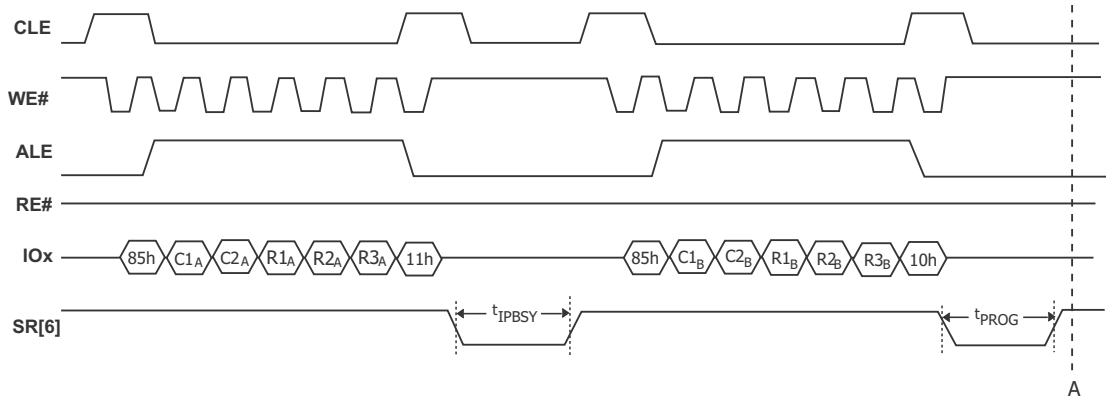 CLE
WE#
ALE
RE#
IOx 85h C1A C2A R1A R2A R3A 11h 85h C1B C2B R1B R2B R3B 10h
SR[6] tIPBSY tPROG
A